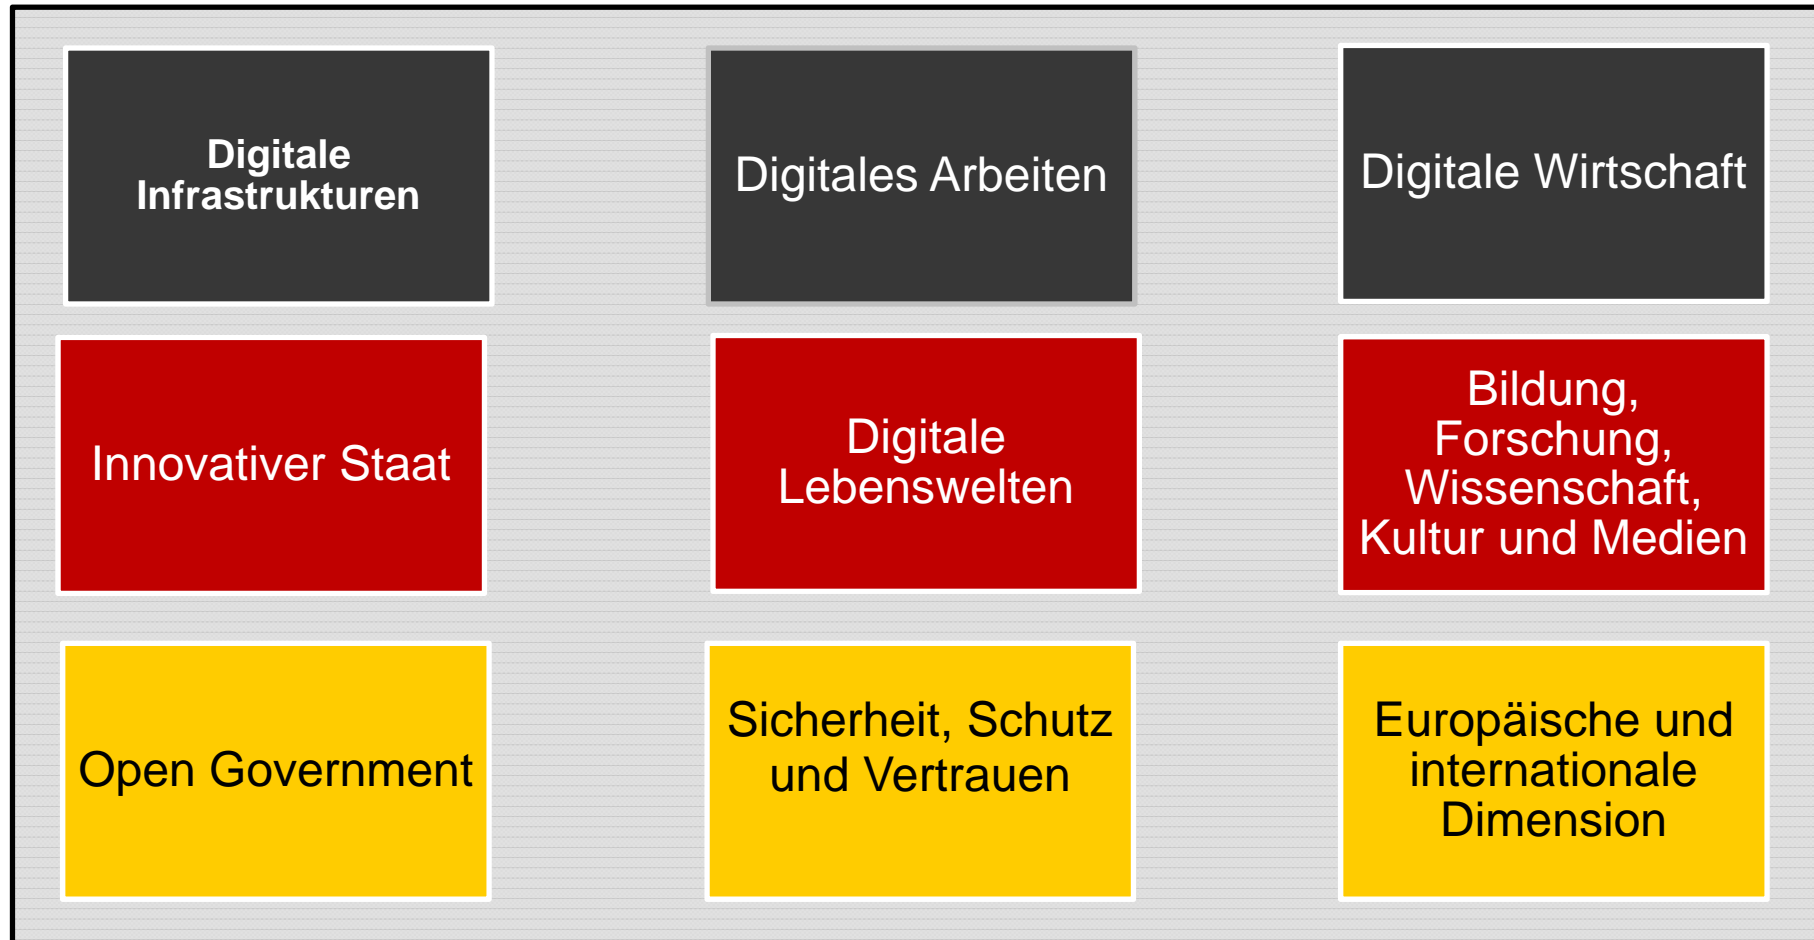 Digitale
Infrastrukturen
Digitales Arbeiten
Digitale Wirtschaft
Innovativer Staat
Digitale
Lebenswelten
Bildung,
Forschung,
Wissenschaft,
Kultur und Medien
Open Government
Sicherheit, Schutz
und Vertrauen
Europäische und
internationale
Dimension